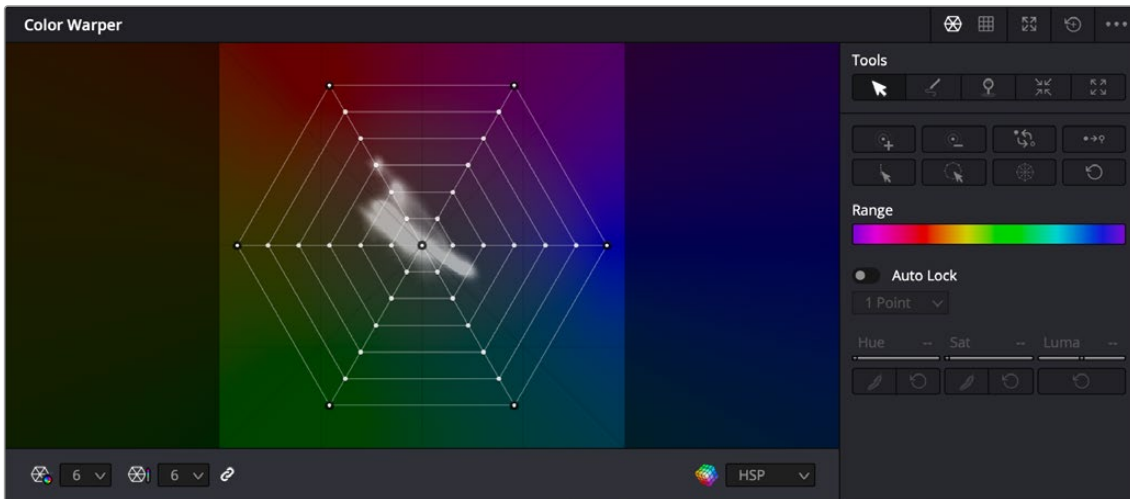 Color Warper
Tools
Range
Auto Lock
1 Point
Hue -- Sat -- Luma --
6 6 HSP